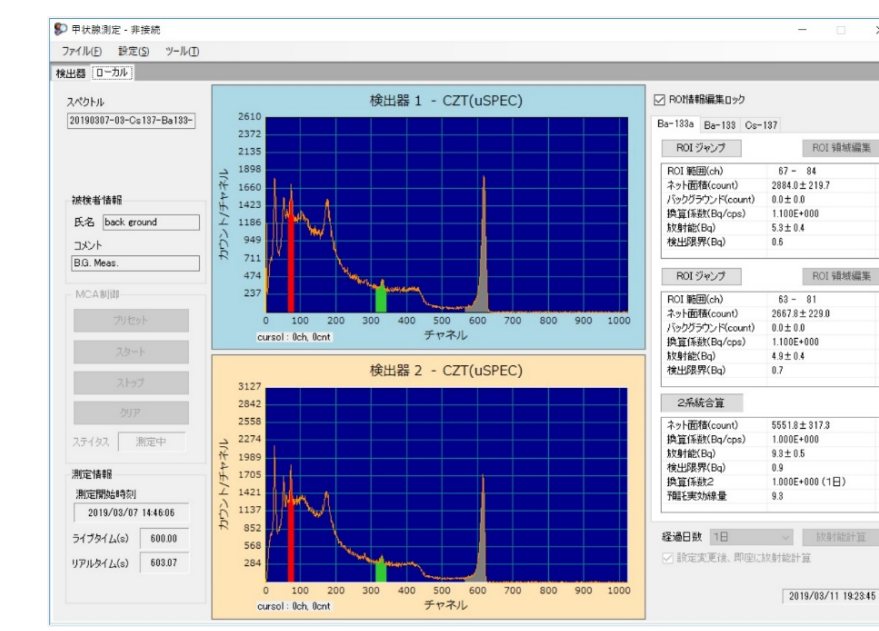 甲状腺測定 - 非接続
ファイル(F) 設定(S) ツール(T)
検出器 ローカル
スペクトル
20190307-03-Cs137-Ba133-
被検者情報
氏名 back ground
コメント
B.G. Meas.
MCA制御
プリセット
スタート
ストップ
クリア
ステイタス 測定中
測定情報
測定開始時刻
2019/03/07 14:46:06
ライブタイム(s) 600.00
リアルタイム(s) 603.07
検出器 1 - CZT(uSPEC)
カウント/チャネル
2610
2372
2135
1898
1660
1423
1186
949
711
474
237
0 100 200 300 400 500 600 700 800 900 1000
cursol : 0ch, 0cnt
チャネル
検出器 2 - CZT(uSPEC)
カウント/チャネル
3127
2842
2558
2274
1989
1705
1421
1137
852
568
284
0 100 200 300 400 500 600 700 800 900 1000
cursol : 0ch, 0cnt
チャネル
ROI情報編集ロック
Ba-133a Ba-133 Cs-137
ROI ジャンプ ROI 領域編集
ROI 範囲(ch) 67 - 84
ネット面積(count) 2884.0 ± 219.7
バックグラウンド(count) 0.0 ± 0.0
換算係数(Bq/cps) 1.100E+000
放射能(Bq) 5.3 ± 0.4
検出限界(Bq) 0.6
ROI ジャンプ ROI 領域編集
ROI 範囲(ch) 63 - 81
ネット面積(count) 2667.8 ± 229.0
バックグラウンド(count) 0.0 ± 0.0
換算係数(Bq/cps) 1.100E+000
放射能(Bq) 4.9 ± 0.4
検出限界(Bq) 0.7
2系統合算
ネット面積(count) 5551.8 ± 317.3
換算係数(Bq/cps) 1.000E+000
放射能(Bq) 9.3 ± 0.5
検出限界(Bq) 0.9
換算係数2 1.000E+000 (1日)
預託実効線量 9.3
経過日数 1日 放射能計算
設定変更後、即座に放射能計算
2019/03/11 19:23:45